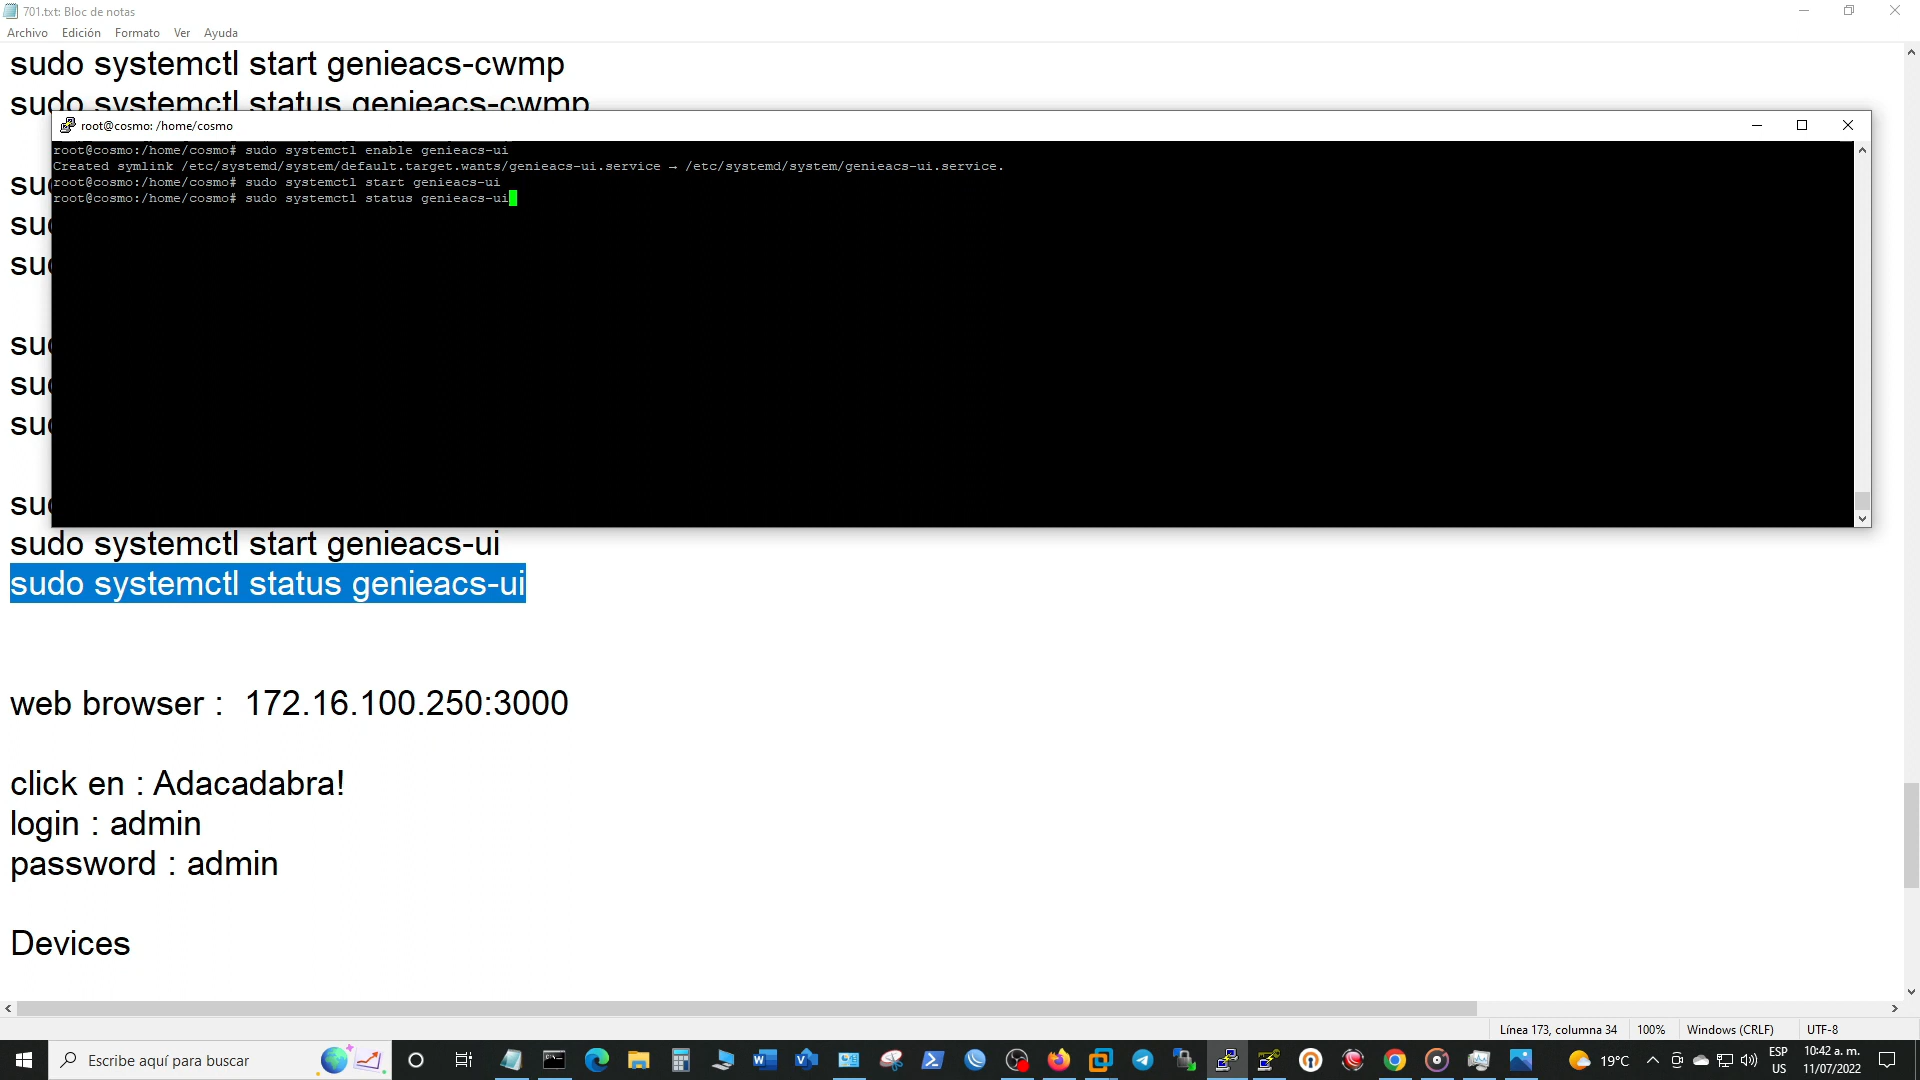 701.txt: Bloc de notas
Archivo Edición Formato Ver Ayuda
sudo systemctl start genieacs-cwmp
sudo systemctl status genieacs-cwmp
root@cosmo: /home/cosmo
root@cosmo:/home/cosmo# sudo systemctl enable genieacs-ui
Created symlink /etc/systemd/system/default.target.wants/genieacs-ui.service → /etc/systemd/system/genieacs-ui.service.
root@cosmo:/home/cosmo# sudo systemctl start genieacs-ui
root@cosmo:/home/cosmo# sudo systemctl status genieacs-ui
sudo systemctl start genieacs-ui
sudo systemctl status genieacs-ui
web browser : 172.16.100.250:3000
click en : Adacadabra!
login : admin
password : admin
Devices
Línea 173, columna 34 100% Windows (CRLF) UTF-8
Escribe aquí para buscar
19°C
ESP
US
10:42 a. m.
11/07/2022